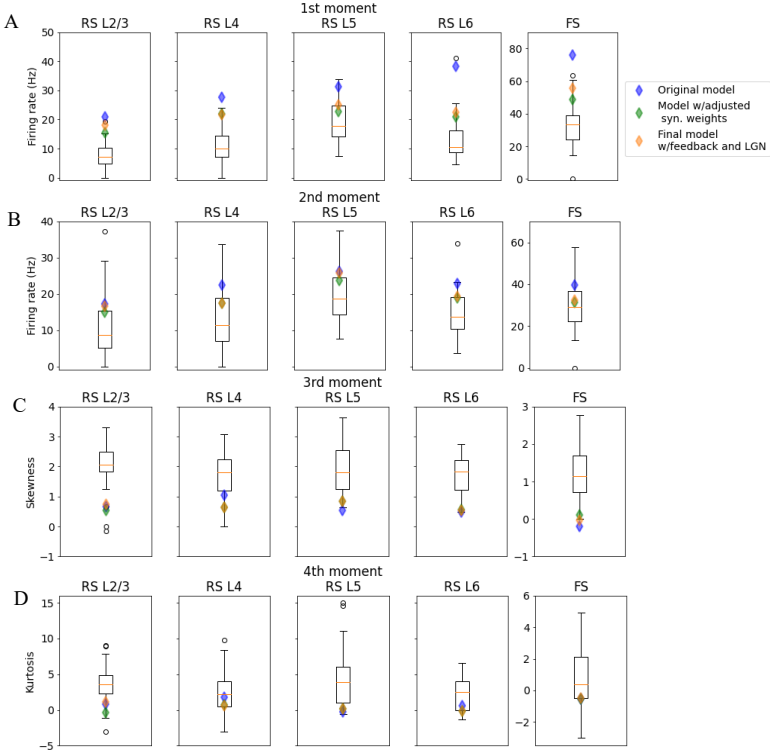 A
1st moment
RS L2/3 RS L4 RS L5 RS L6 FS
Firing rate (Hz)
50
40
30
20
10
0
80
60
40
20
0
Original model
Model w/adjusted
syn. weights
Final model
w/feedback and LGN
B
2nd moment
RS L2/3 RS L4 RS L5 RS L6 FS
Firing rate (Hz)
40
30
20
10
0
60
40
20
0
C
3rd moment
RS L2/3 RS L4 RS L5 RS L6 FS
Skewness
4
3
2
1
0
−1
3
2
1
0
−1
D
4th moment
RS L2/3 RS L4 RS L5 RS L6 FS
Kurtosis
15
10
5
0
−5
6
4
2
0
−2